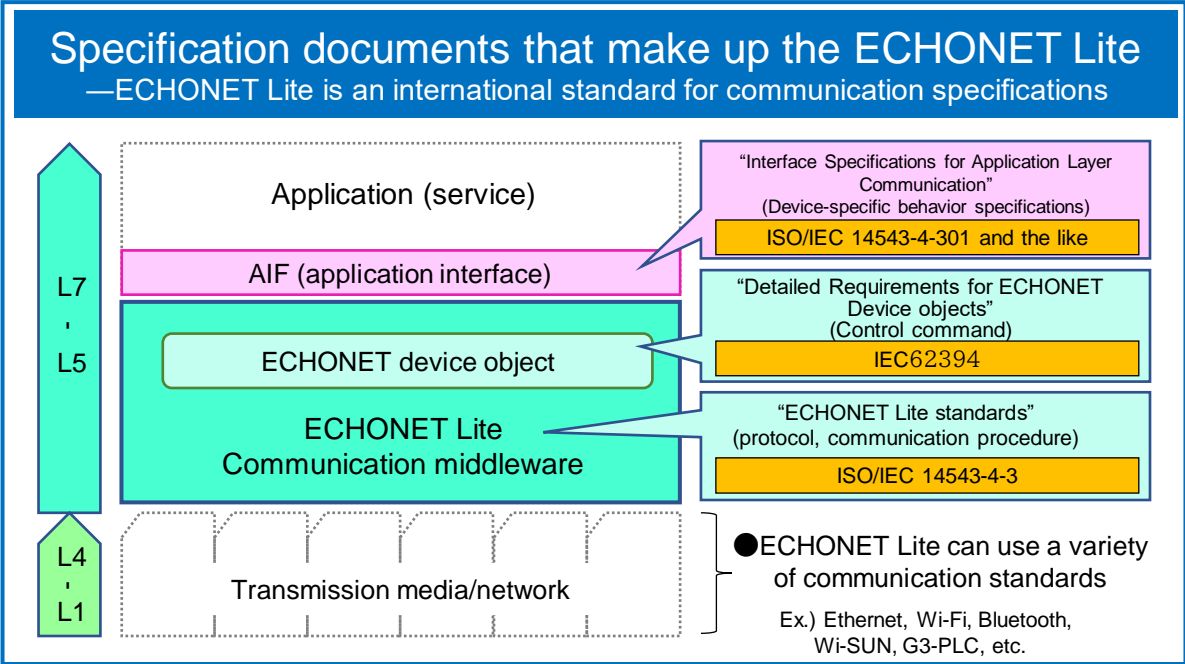 Specification documents that make up the ECHONET Lite
—ECHONET Lite is an international standard for communication specifications
L7
-
L5
L4
-
L1
Application (service)
AIF (application interface)
ECHONET device object
ECHONET Lite
Communication middleware
Transmission media/network
“Interface Specifications for Application Layer
Communication”
(Device-specific behavior specifications)
ISO/IEC 14543-4-301 and the like
“Detailed Requirements for ECHONET
Device objects”
(Control command)
IEC62394
“ECHONET Lite standards”
(protocol, communication procedure)
ISO/IEC 14543-4-3
●ECHONET Lite can use a variety
of communication standards
Ex.) Ethernet, Wi-Fi, Bluetooth,
Wi-SUN, G3-PLC, etc.